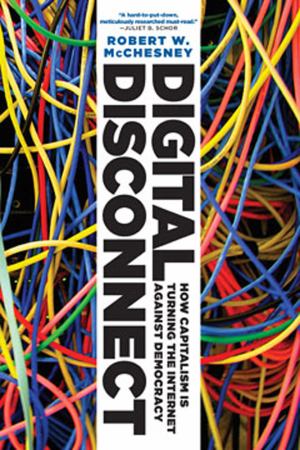 "A hard-to-put-down,
meticulously researched must-read."
—JULIET B. SCHOR
ROBERT W.
McCHESNEY
DIGITAL
DISCONNECT
HOW CAPITALISM IS
TURNING THE INTERNET
AGAINST DEMOCRACY